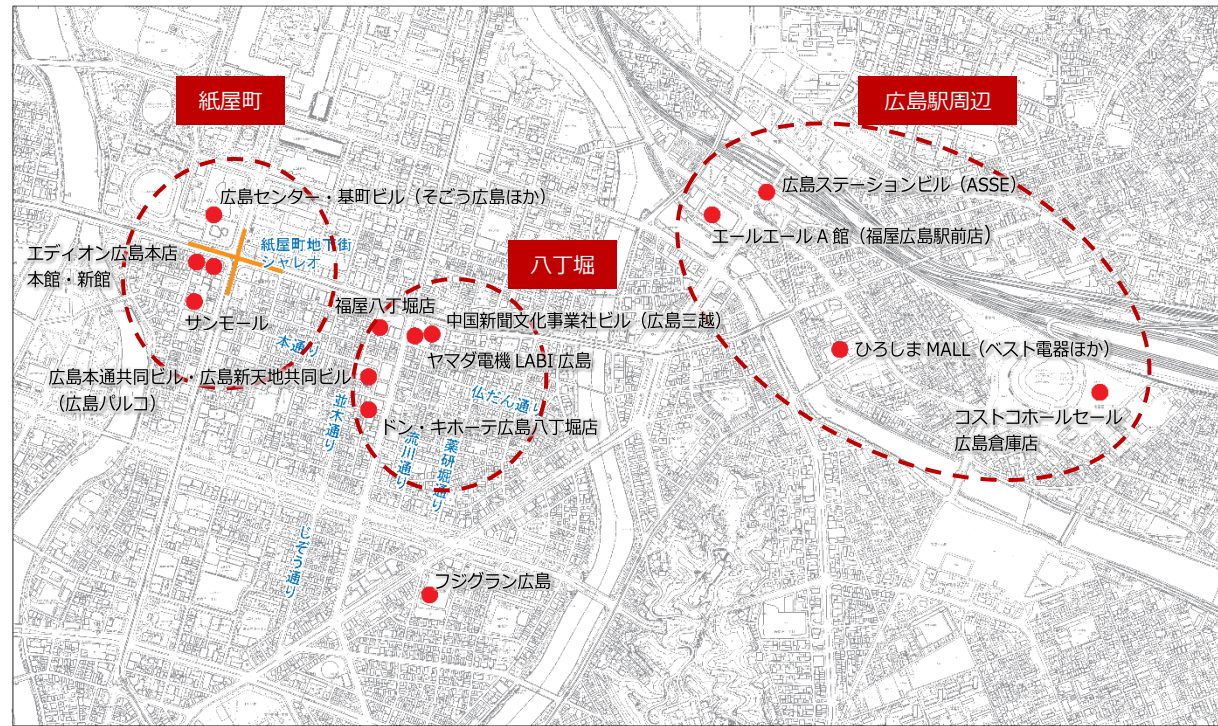 紙屋町
広島駅周辺
広島ステーションビル（ASSE）
広島センター・基町ビル（そごう広島ほか）
エールエールＡ館（福屋広島駅前店）
紙屋町地下街
シャレオ
エディオン広島本店
本館・新館
八丁堀
福屋八丁堀店
サンモール
中国新聞文化事業社ビル（広島三越）
本通り
ヤマダ電機 LABI 広島
ひろしま MALL（ベスト電器ほか）
広島本通共同ビル・広島新天地共同ビル
（広島パルコ）
仏だん通り
並木通り
ドン・キホーテ広島八丁堀店
流川通り
薬研堀通り
コストコホールセール
広島倉庫店
じぞう通り
フジグラン広島